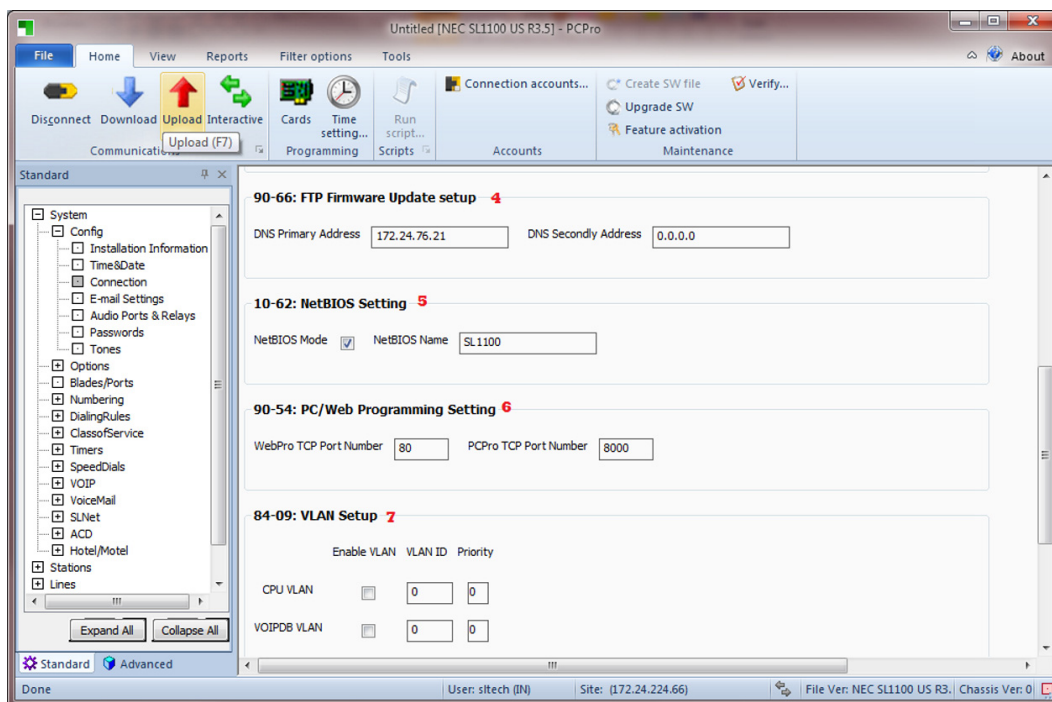 Untitled [NEC SL1100 US R3.5] - PCPro
File Home View Reports Filter options Tools About
Connection accounts... Create SW file Verify...
Upgrade SW
Disconnect Download Upload Interactive Cards Time setting... Run script... Feature activation
Upload (F7)
Communications Programming Scripts Accounts Maintenance
Standard
System
Config
Installation Information
Time&Date
Connection
E-mail Settings
Audio Ports & Relays
Passwords
Tones
Options
Blades/Ports
Numbering
DialingRules
ClassofService
Timers
SpeedDials
VOIP
VoiceMail
SLNet
ACD
Hotel/Motel
Stations
Lines
Expand All Collapse All
Standard Advanced
90-66: FTP Firmware Update setup 4
DNS Primary Address 172.24.76.21 DNS Secondly Address 0.0.0.0
10-62: NetBIOS Setting 5
NetBIOS Mode NetBIOS Name SL1100
90-54: PC/Web Programming Setting 6
WebPro TCP Port Number 80 PCPro TCP Port Number 8000
84-09: VLAN Setup 7
Enable VLAN VLAN ID Priority
CPU VLAN 0 0
VOIPDB VLAN 0 0
Done User: sltech (IN) Site: (172.24.224.66) File Ver: NEC SL1100 US R3. Chassis Ver: 0